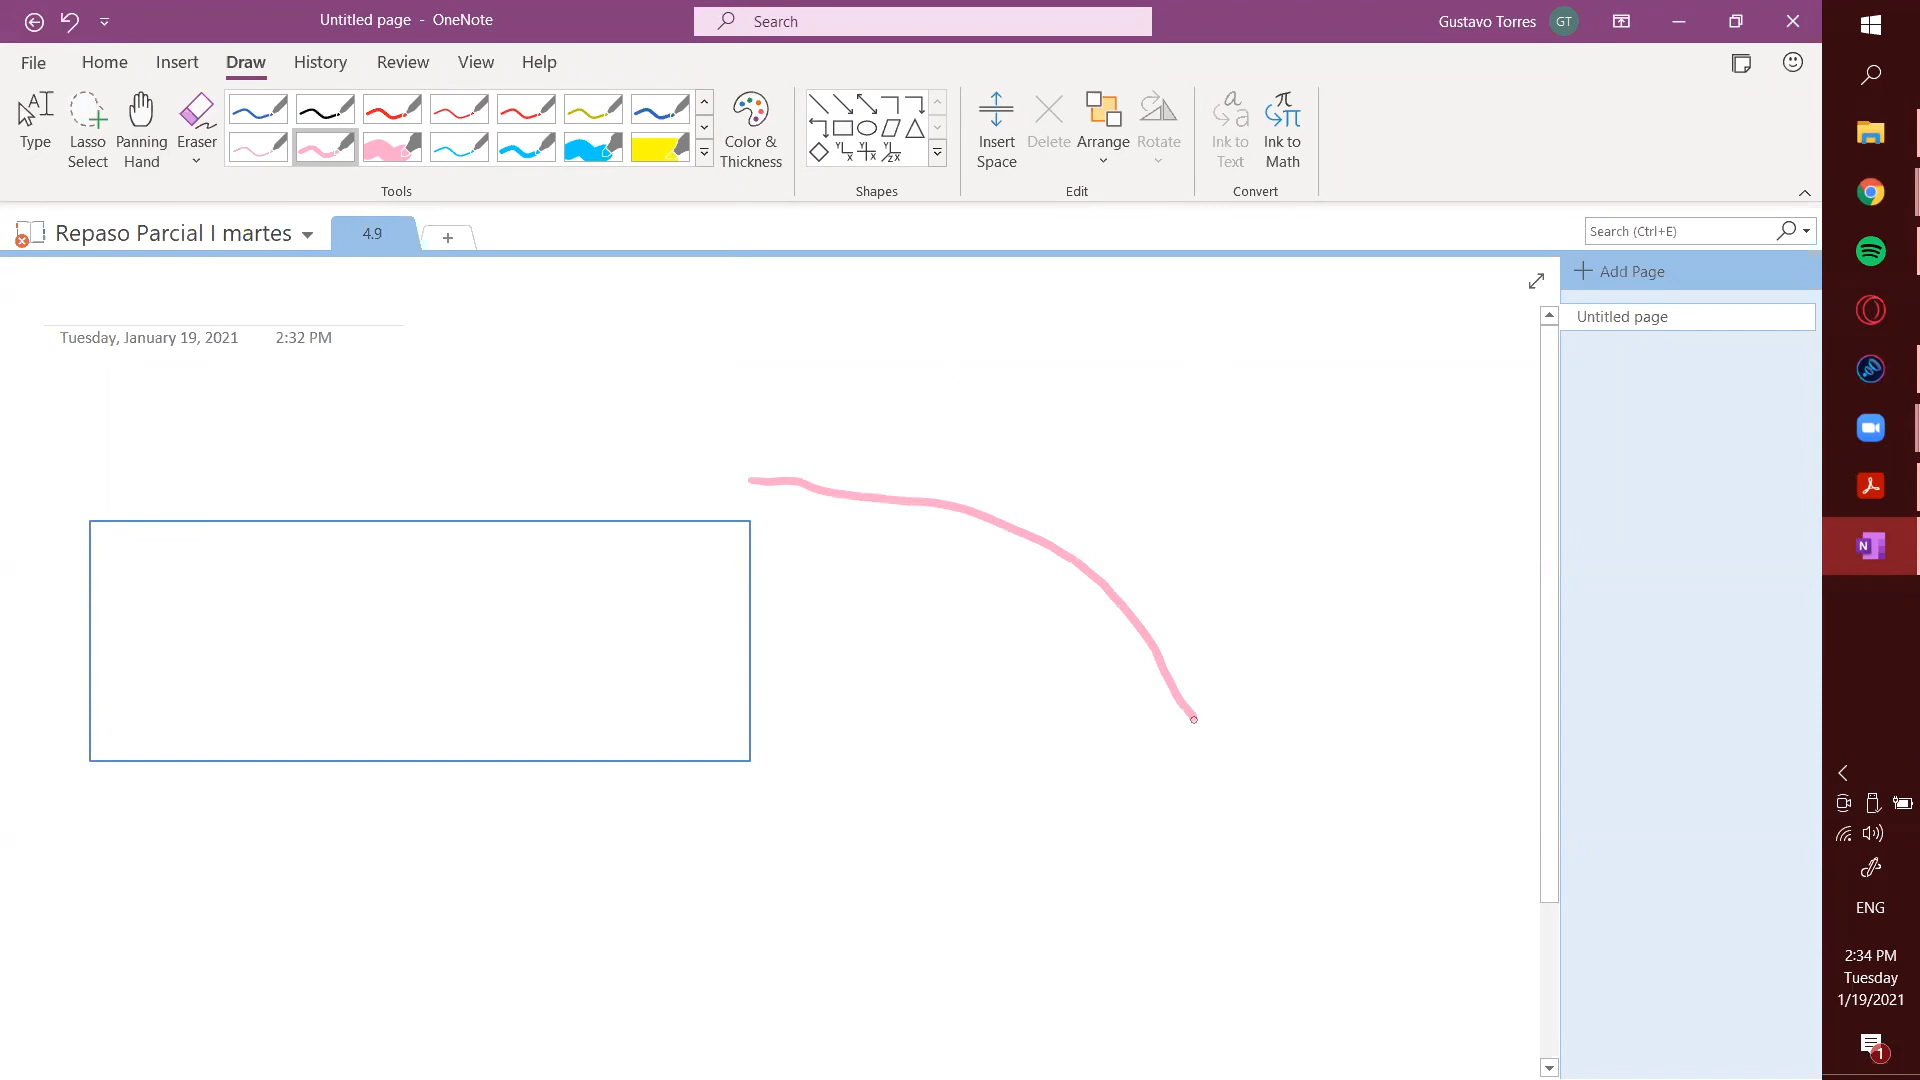 Untitled page - OneNote
Search
Gustavo Torres
GT
File
Home
Insert
Draw
History
Review
View
Help
Type
Lasso Select
Panning Hand
Eraser
Color & Thickness
Insert Space
Delete
Arrange
Rotate
Ink to Text
Ink to Math
Tools
Shapes
Edit
Convert
Repaso Parcial I martes
4.9
Search (Ctrl+E)
Add Page
Untitled page
Tuesday, January 19, 2021
2:32 PM
ENG
2:34 PM
Tuesday
1/19/2021
1